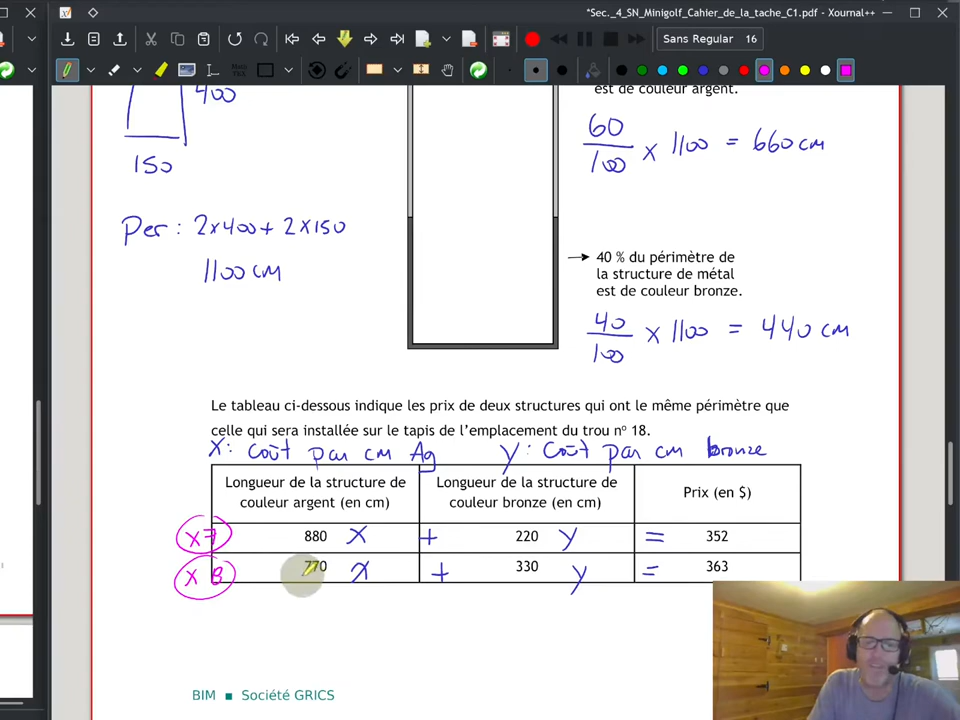 *Sec._4_SN_Minigolf_Cahier_de_la_tache_C1.pdf - Xournal++
Sans Regular 16
400
150
est de couleur argent.
60/100 x 1100 = 660 cm
Per : 2x400 + 2x150
1100 cm
40 % du périmètre de
la structure de métal
est de couleur bronze.
40/100 x 1100 = 440 cm
Le tableau ci-dessous indique les prix de deux structures qui ont le même périmètre que
celle qui sera installée sur le tapis de l'emplacement du trou nº 18.
X : Coût par cm Ag
y : Coût par cm bronze
Longueur de la structure de
couleur argent (en cm)
Longueur de la structure de
couleur bronze (en cm)
Prix (en $)
x7 880 x + 220 y = 352
x 8 770 x + 330 y = 363
BIM ■ Société GRICS